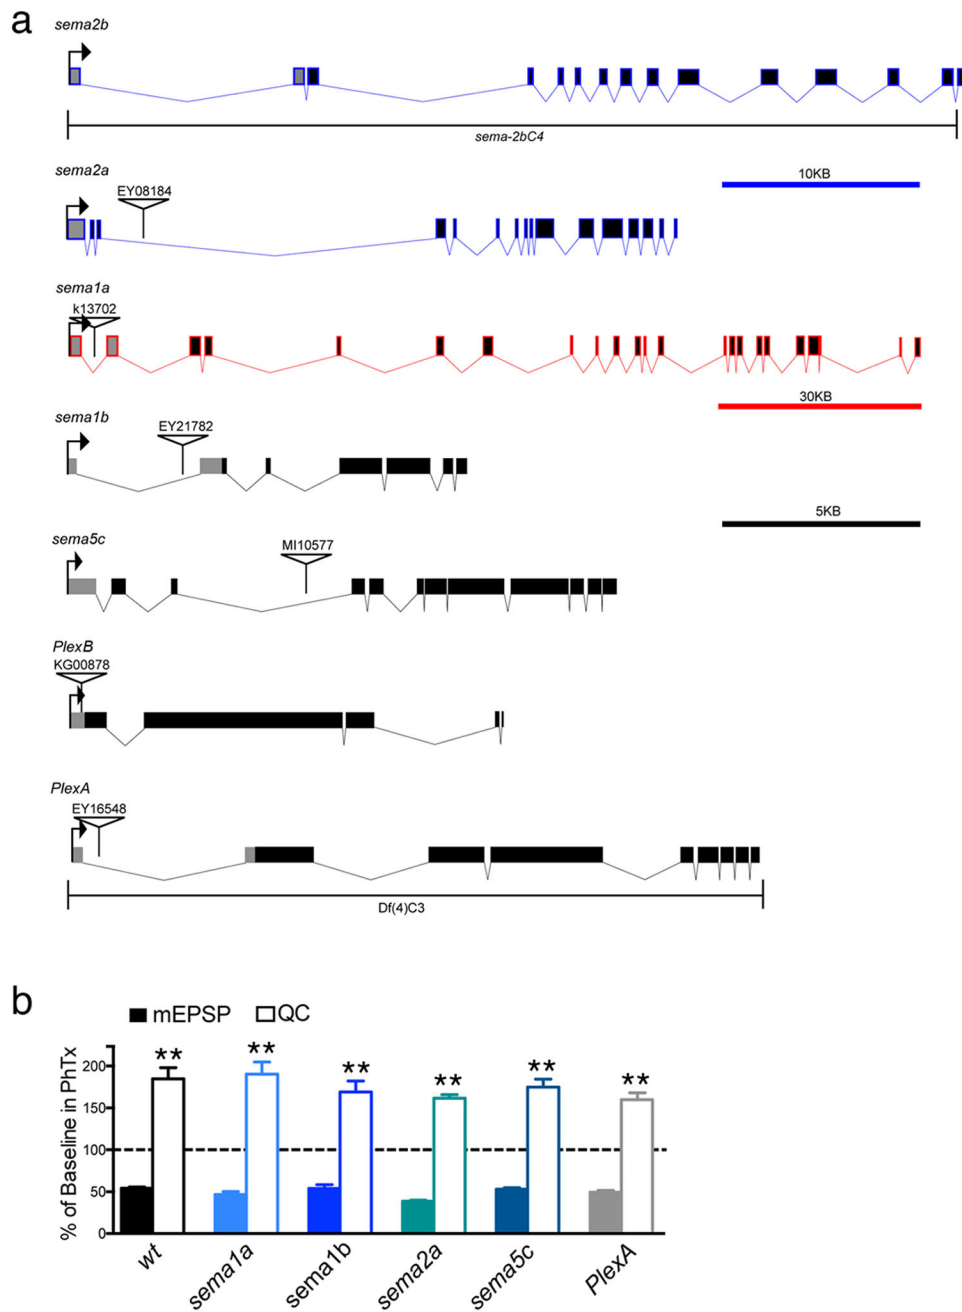 a
sema2b
sema-2bC4
sema2a
EY08184
10KB
sema1a
k13702
30KB
sema1b
EY21782
5KB
sema5c
MI10577
PlexB
KG00878
PlexA
EY16548
Df(4)C3
b
mEPSP QC
% of Baseline in PhTx
200
150
100
50
0
** ** ** ** ** **
wt sema1a sema1b sema2a sema5c PlexA